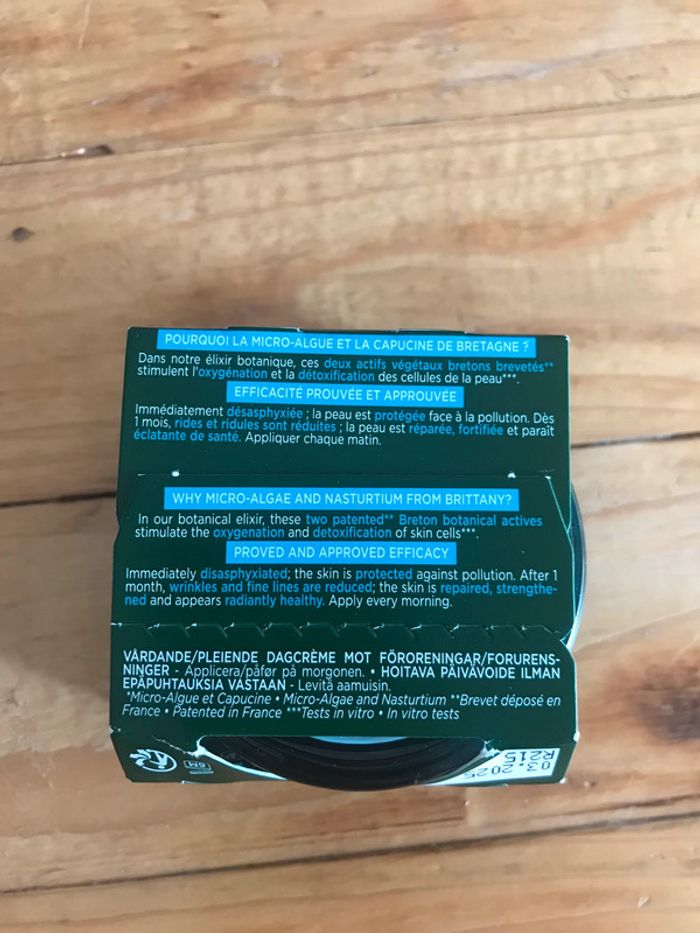 POURQUOI LA MICRO-ALGUE ET LA CAPUCINE DE BRETAGNE ?
Dans notre élixir botanique, ces deux actifs végétaux bretons brevetés**
stimulent l'oxygénation et la détoxification des cellules de la peau***.
EFFICACITÉ PROUVÉE ET APPROUVÉE
Immédiatement désasphyxiée ; la peau est protégée face à la pollution. Dès
1 mois, rides et ridules sont réduites ; la peau est réparée, fortifiée et paraît
éclatante de santé. Appliquer chaque matin.
WHY MICRO-ALGAE AND NASTURTIUM FROM BRITTANY?
In our botanical elixir, these two patented** Breton botanical actives
stimulate the oxygenation and detoxification of skin cells***.
PROVED AND APPROVED EFFICACY
Immediately disasphyxiated; the skin is protected against pollution. After 1
month, wrinkles and fine lines are reduced; the skin is repaired, strengthe-
ned and appears radiantly healthy. Apply every morning.
VÅRDANDE/PLEIENDE DAGCRÈME MOT FÖRORENINGAR/FORURENS-
NINGER - Applicera/påfør på morgonen. • HOITAVA PÄIVÄVOIDE ILMAN
EPÄPUHTAUKSIA VASTAAN - Levitä aamuisin.
*Micro-Algue et Capucine • Micro-Algae and Nasturtium **Brevet déposé en
France • Patented in France ***Tests in vitro • In vitro tests
6M
03.2025
R215